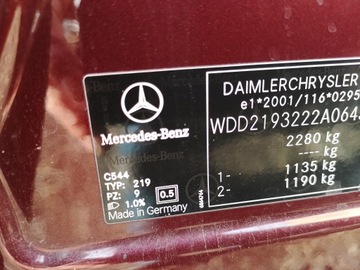 DAIMLERCHRYSLER
e1*2001/116*0295
WDD2193222A064
2280 kg
---- kg
1- 1135 kg
2- 1190 kg
Mercedes-Benz
C544
TYP: 219
PZ: 9
0.5
1.0%
Made in Germany